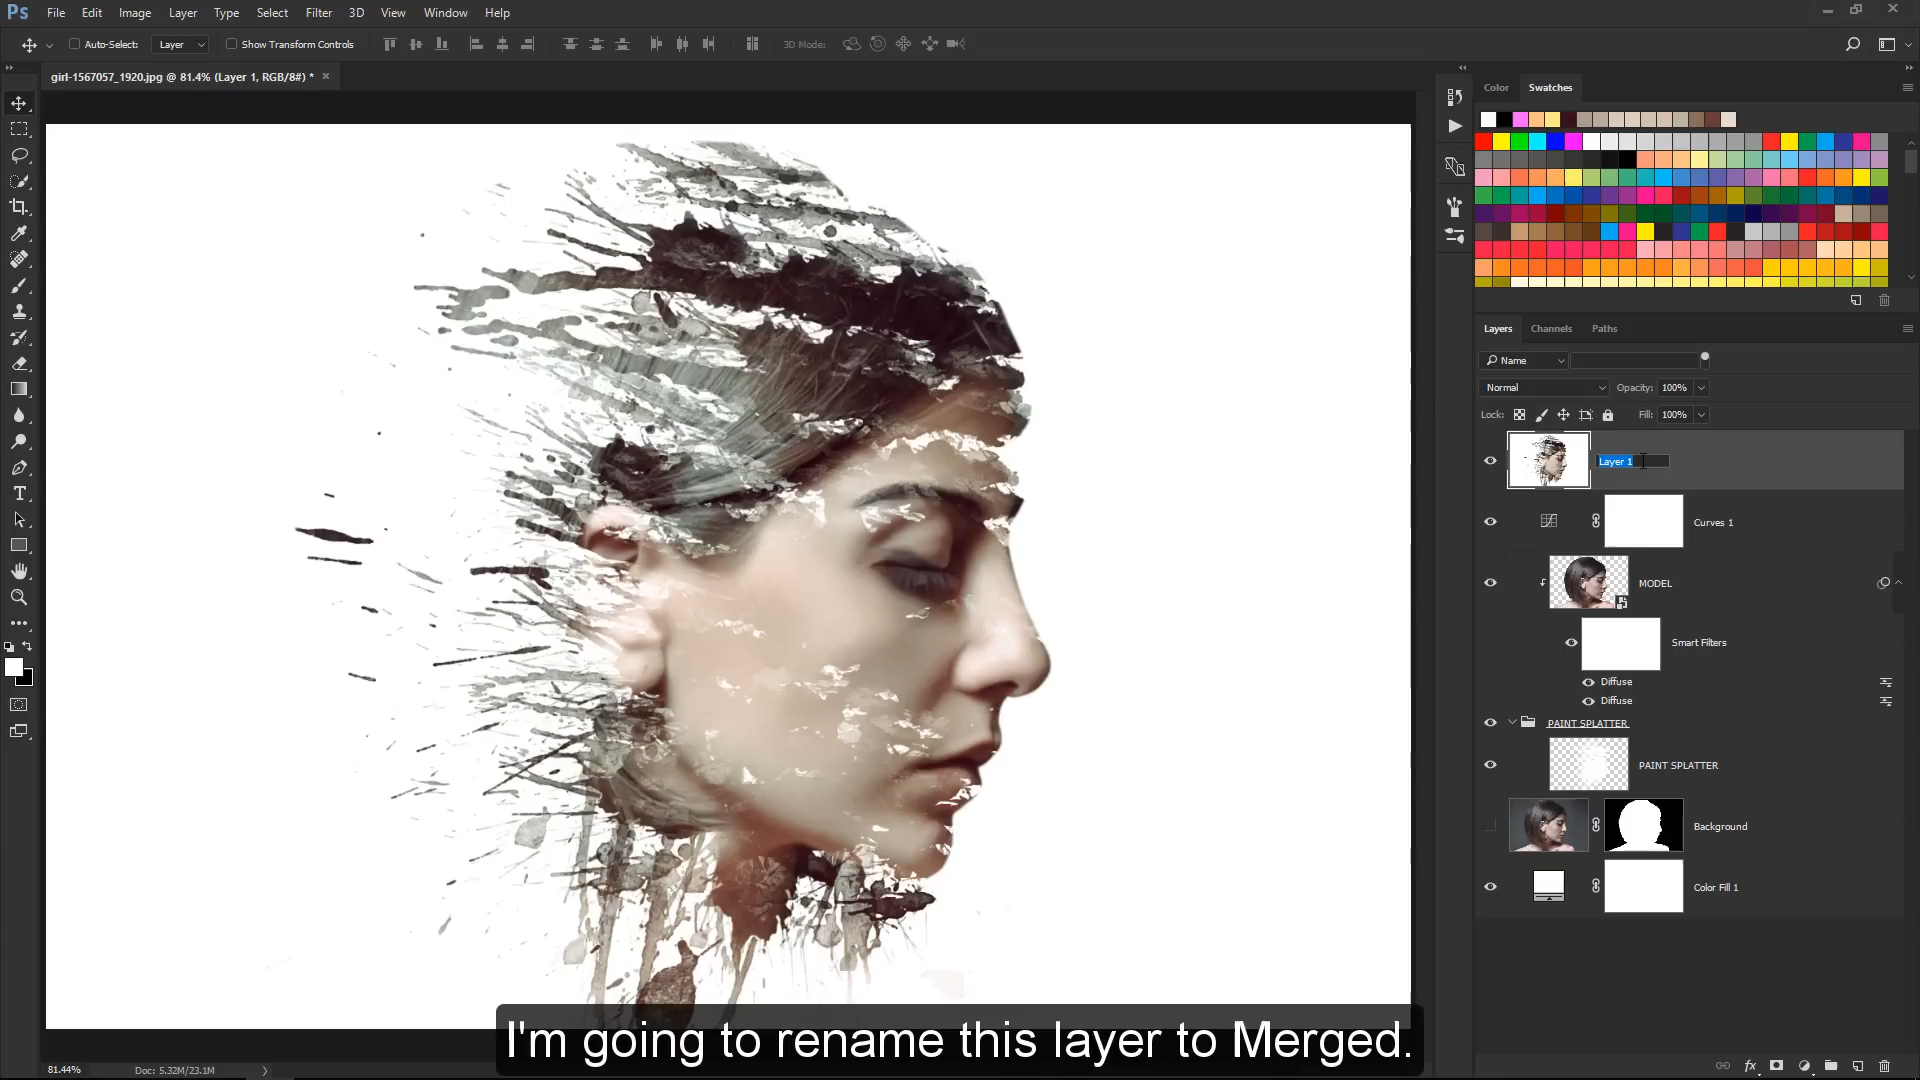 Ps File Edit Image Layer Type Select Filter 3D View Window Help
Auto-Select: Layer Show Transform Controls 3D Mode:
girl-1567057_1920.jpg @ 81.4% (Layer 1, RGB/8#) *
Color Swatches
Layers Channels Paths
Name
Normal Opacity: 100%
Lock: Fill: 100%
Layer 1
Curves 1
MODEL
Smart Filters
Diffuse
Diffuse
PAINT SPLATTER
PAINT SPLATTER
Background
Color Fill 1
I'm going to rename this layer to Merged.
81.44% Doc: 5.32M/23.1M
fx